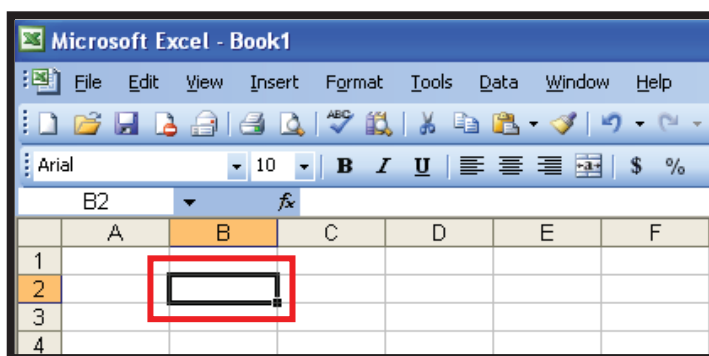 Microsoft Excel - Book1
File Edit View Insert Format Tools Data Window Help
ABC
Arial 10 B I U a $ %
B2 fx
A B C D E F
1
2
3
4